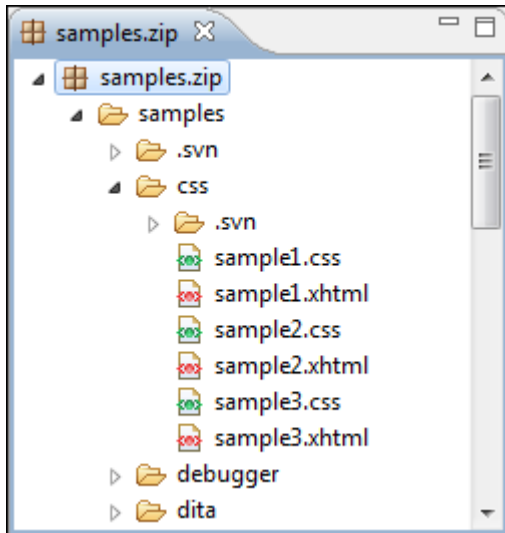 samples.zip
samples.zip
samples
.svn
css
.svn
sample1.css
sample1.xhtml
sample2.css
sample2.xhtml
sample3.css
sample3.xhtml
debugger
dita